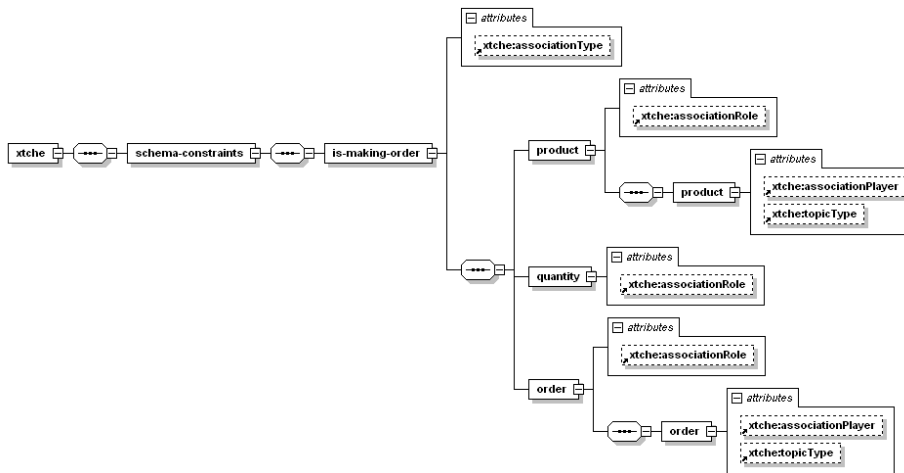 attributes
xtche:associationType
attributes
xtche:associationRole
xtche
schema-constraints
is-making-order
product
attributes
product
xtche:associationPlayer
xtche:topicType
attributes
quantity
xtche:associationRole
attributes
xtche:associationRole
order
attributes
order
xtche:associationPlayer
xtche:topicType